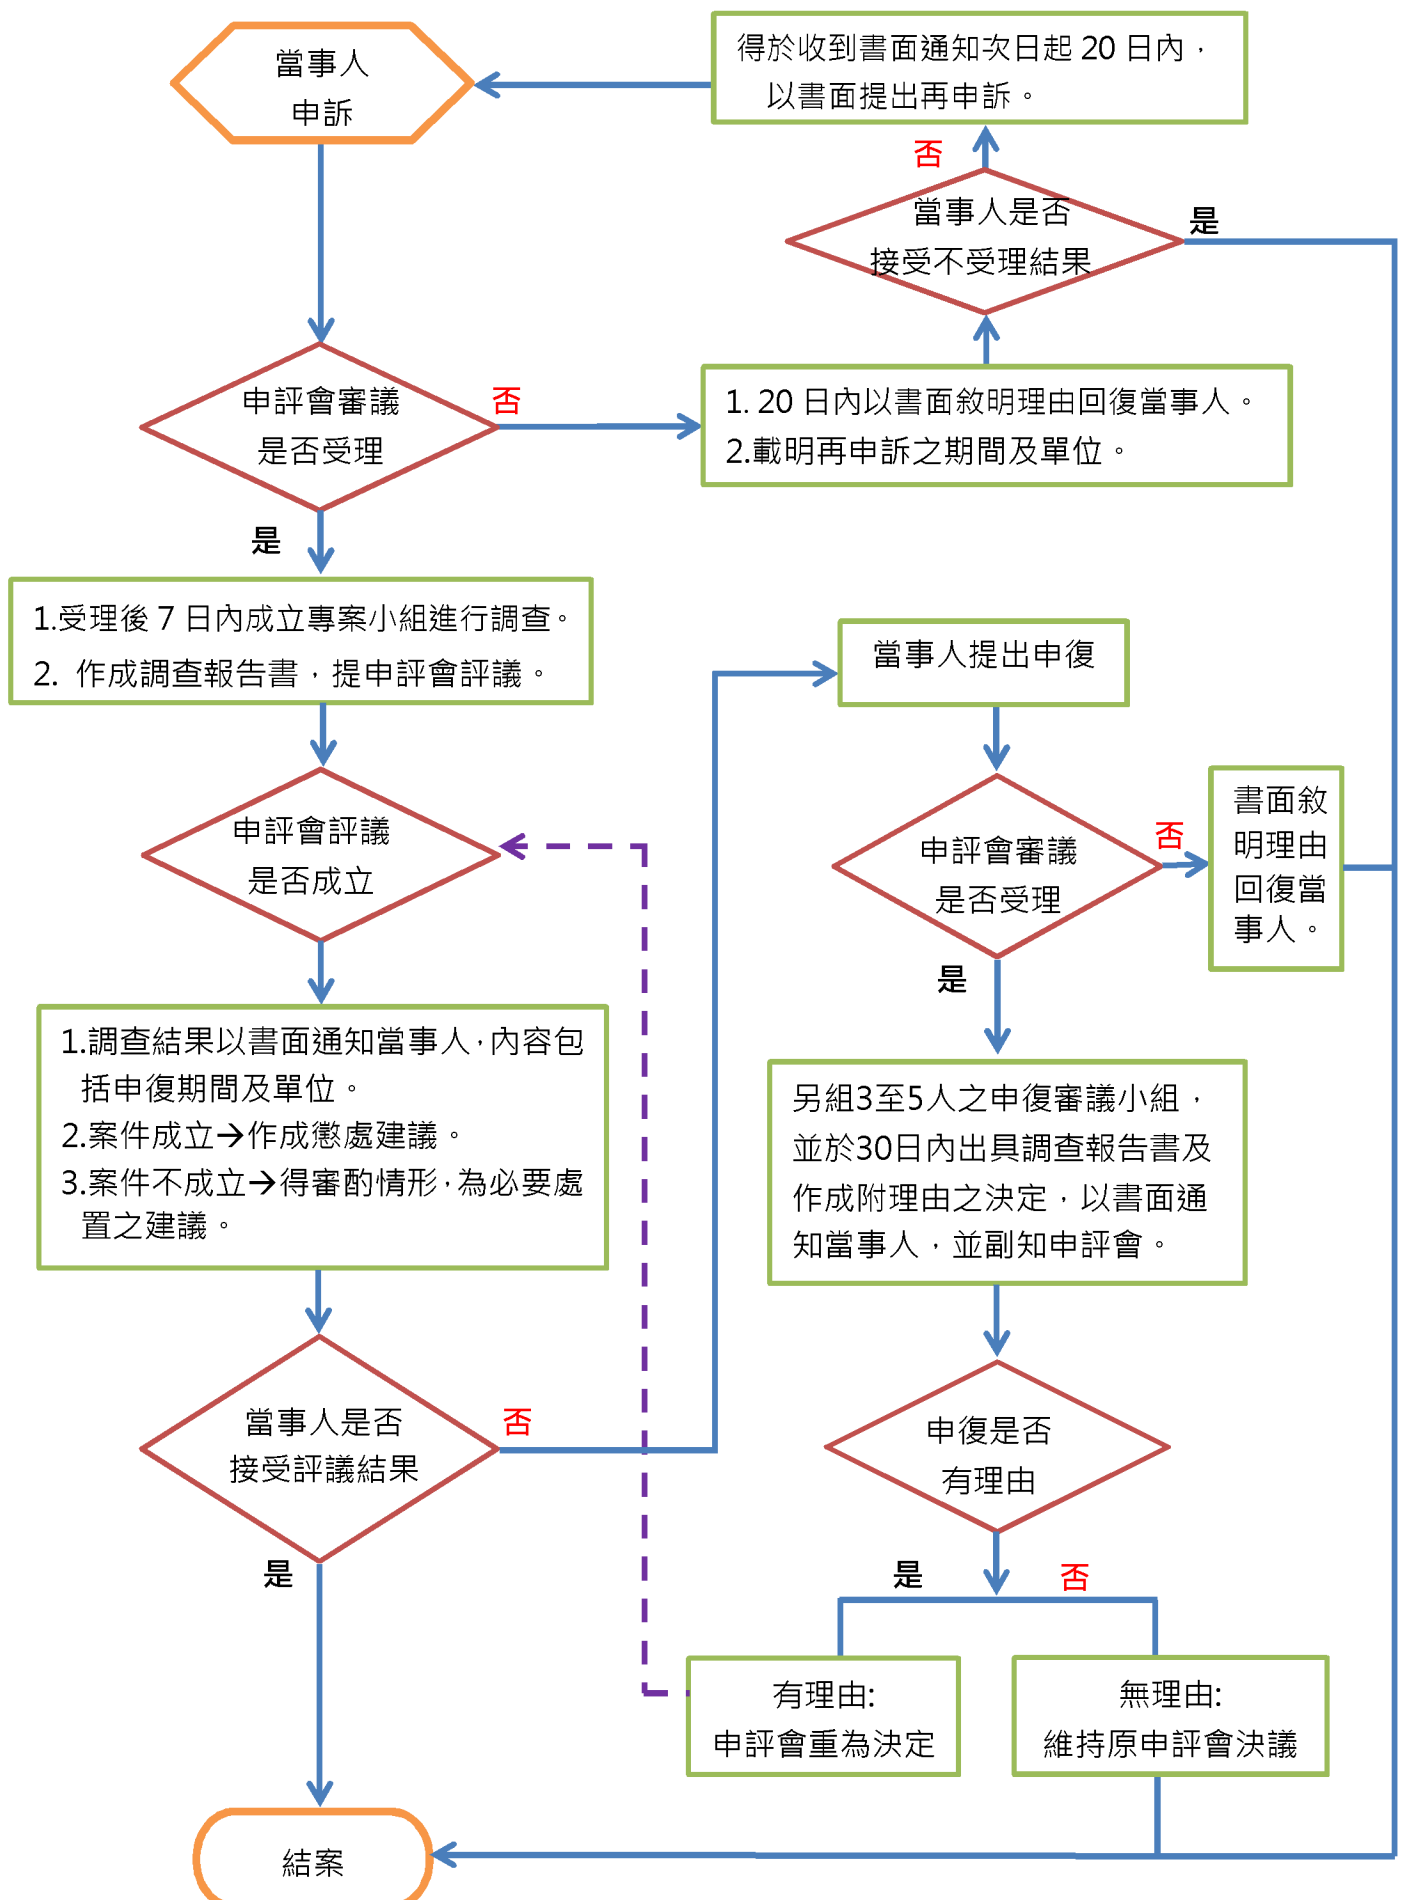 當事人
申訴
得於收到書面通知次日起 20 日內，
以書面提出再申訴。
否
當事人是否
接受不受理結果
是
申評會審議
是否受理
否
1. 20 日內以書面敘明理由回復當事人。
2.載明再申訴之期間及單位。
是
1.受理後 7 日內成立專案小組進行調查。
2. 作成調查報告書，提申評會評議。
當事人提出申復
申評會評議
是否成立
申評會審議
是否受理
否
書面敘
明理由
回復當
事人。
是
1.調查結果以書面通知當事人，內容包
括申復期間及單位。
2.案件成立→作成懲處建議。
3.案件不成立→得審酌情形，為必要處
置之建議。
另組3至5人之申復審議小組，
並於30日內出具調查報告書及
作成附理由之決定，以書面通
知當事人，並副知申評會。
當事人是否
接受評議結果
否
是
申復是否
有理由
是
否
有理由:
申評會重為決定
無理由:
維持原申評會決議
結案